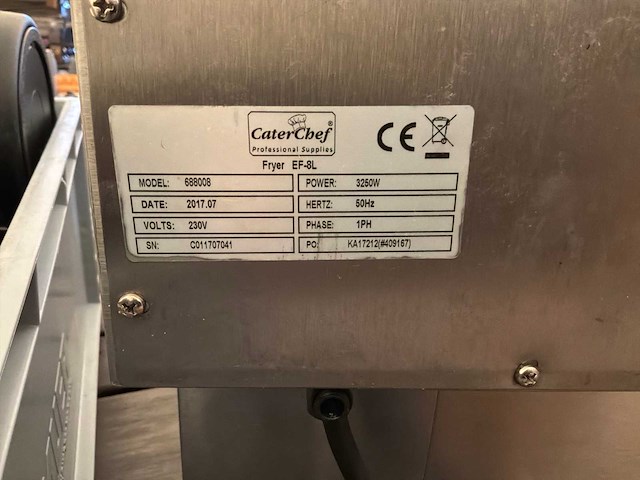 CaterChef®
Professional Supplies
CE
Fryer EF-8L
MODEL: 688008 POWER: 3250W
DATE: 2017.07 HERTZ: 50Hz
VOLTS: 230V PHASE: 1PH
SN: C011707041 PO: KA17212(#409167)